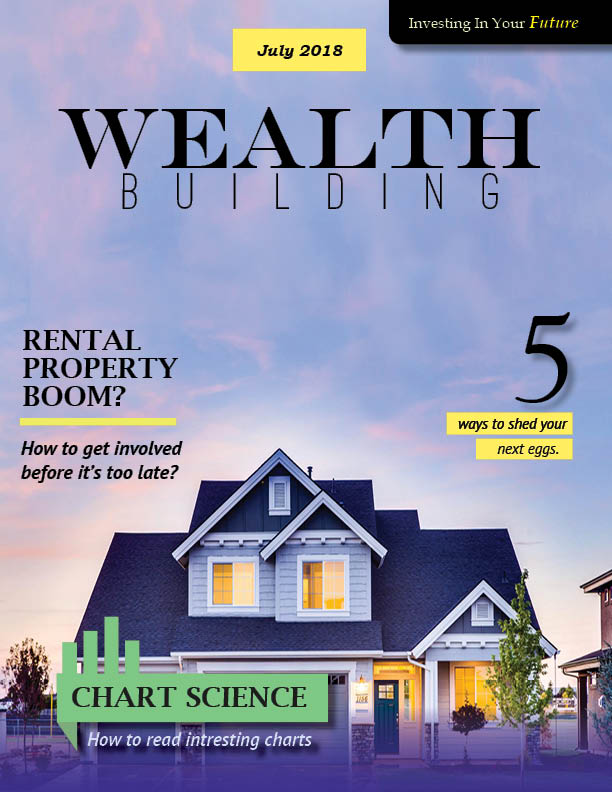 Investing In Your Future
July 2018
WEALTH
BUILDING
RENTAL
PROPERTY
BOOM?
How to get involved
before it's too late?
5
ways to shed your
next eggs.
CHART SCIENCE
How to read intresting charts